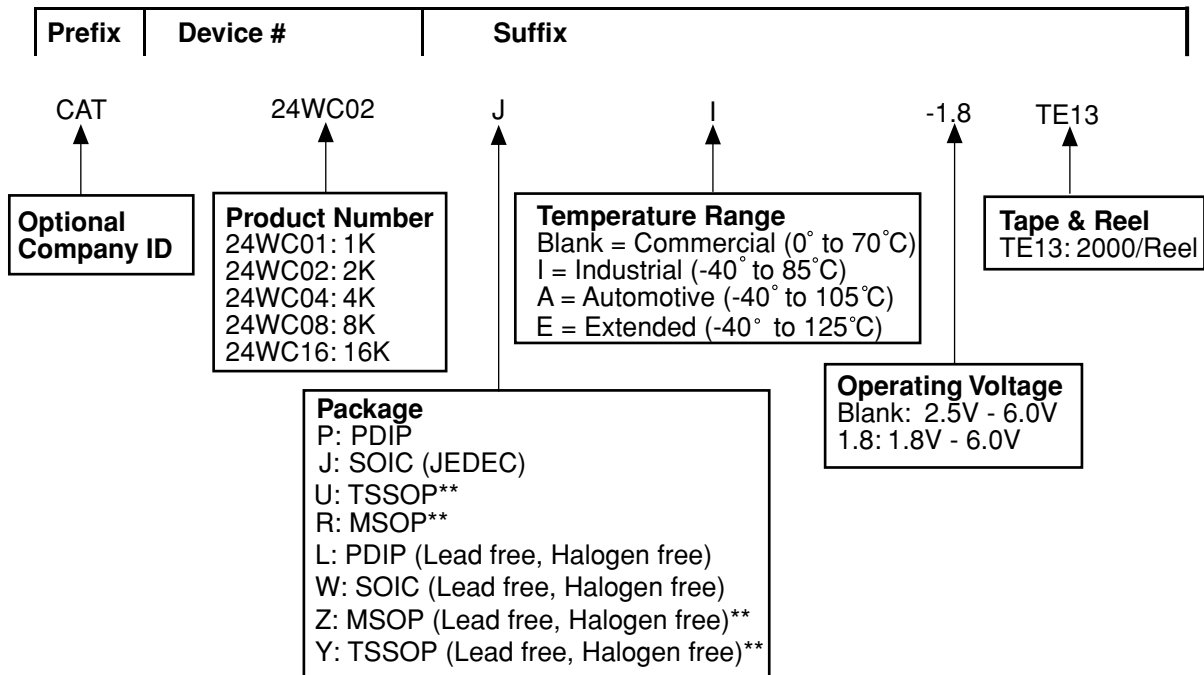 Prefix Device # Suffix
CAT 24WC02 J I -1.8 TE13
Optional
Company ID
Product Number
24WC01: 1K
24WC02: 2K
24WC04: 4K
24WC08: 8K
24WC16: 16K
Temperature Range
Blank = Commercial (0° to 70°C)
I = Industrial (-40° to 85°C)
A = Automotive (-40° to 105°C)
E = Extended (-40° to 125°C)
Tape & Reel
TE13: 2000/Reel
Package
P: PDIP
J: SOIC (JEDEC)
U: TSSOP**
R: MSOP**
L: PDIP (Lead free, Halogen free)
W: SOIC (Lead free, Halogen free)
Z: MSOP (Lead free, Halogen free)**
Y: TSSOP (Lead free, Halogen free)**
Operating Voltage
Blank: 2.5V - 6.0V
1.8: 1.8V - 6.0V